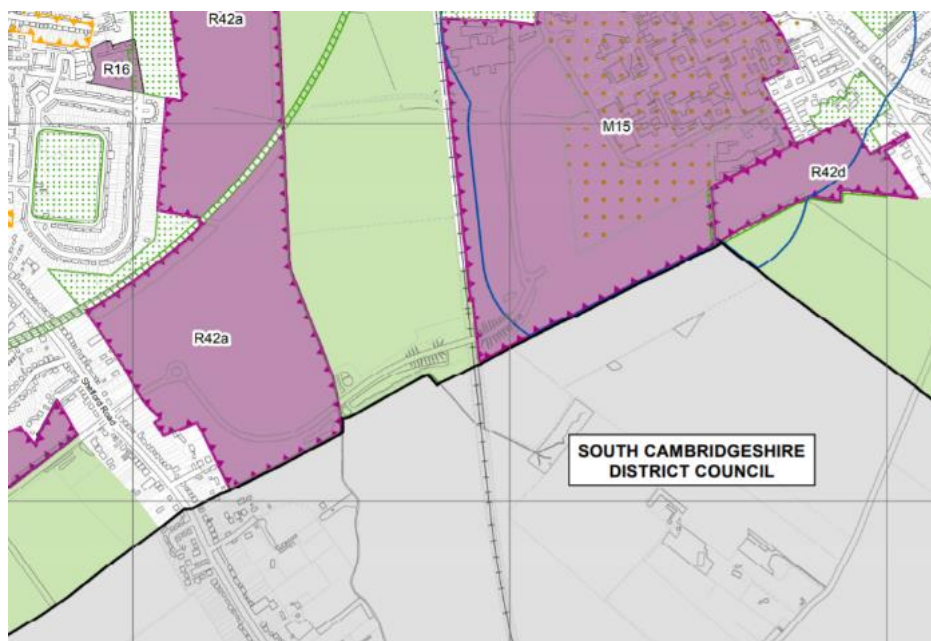 R42a
R16
M15
R42d
R42a
Shelford Road
SOUTH CAMBRIDGESHIRE
DISTRICT COUNCIL